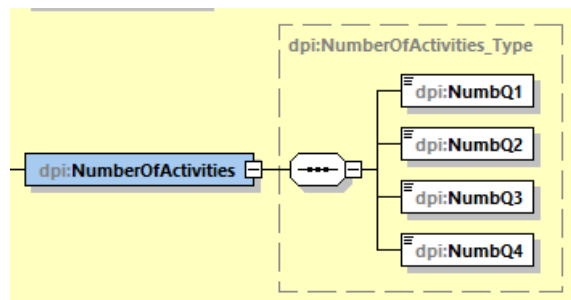 dpi:NumberOfActivities_Type
dpi:NumbQ1
dpi:NumbQ2
dpi:NumberOfActivities
dpi:NumbQ3
dpi:NumbQ4